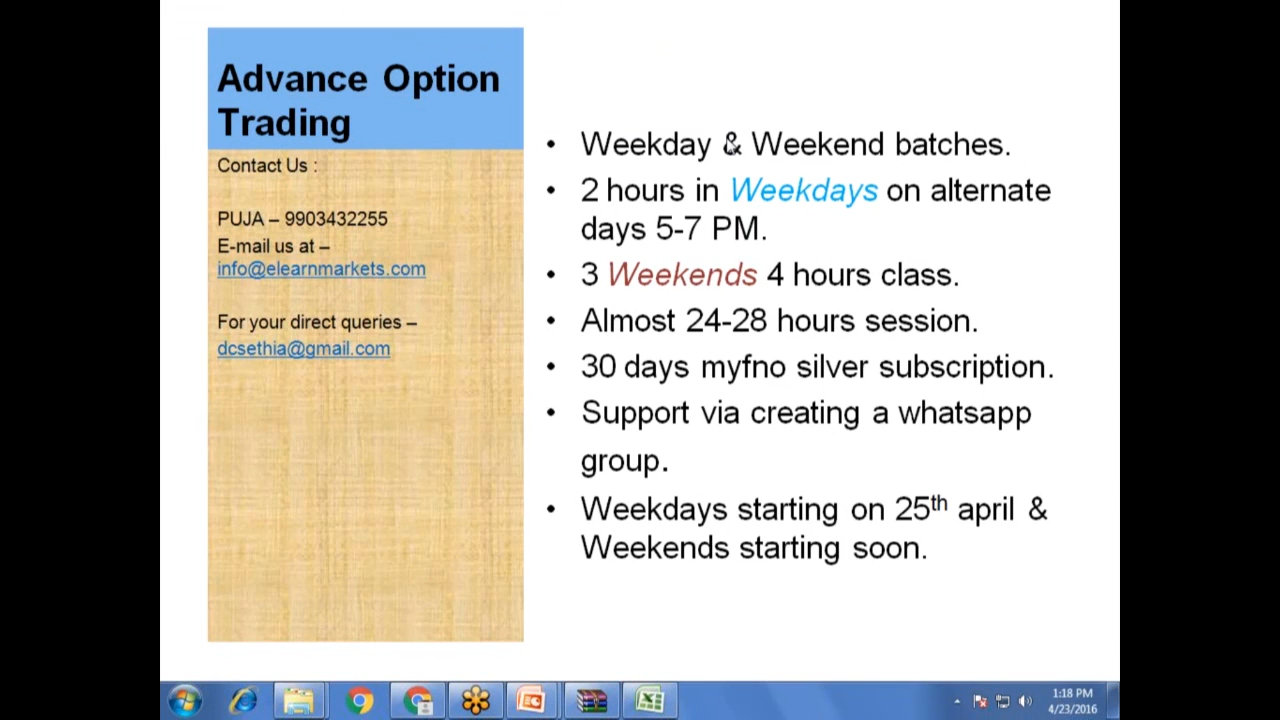 Advance Option
Trading
Contact Us :
PUJA – 9903432255
E-mail us at –
info@elearnmarkets.com
For your direct queries –
dcsethia@gmail.com
• Weekday & Weekend batches.
• 2 hours in Weekdays on alternate
days 5-7 PM.
• 3 Weekends 4 hours class.
• Almost 24-28 hours session.
• 30 days myfno silver subscription.
• Support via creating a whatsapp
group.
• Weekdays starting on 25th april &
Weekends starting soon.
1:18 PM
4/23/2016